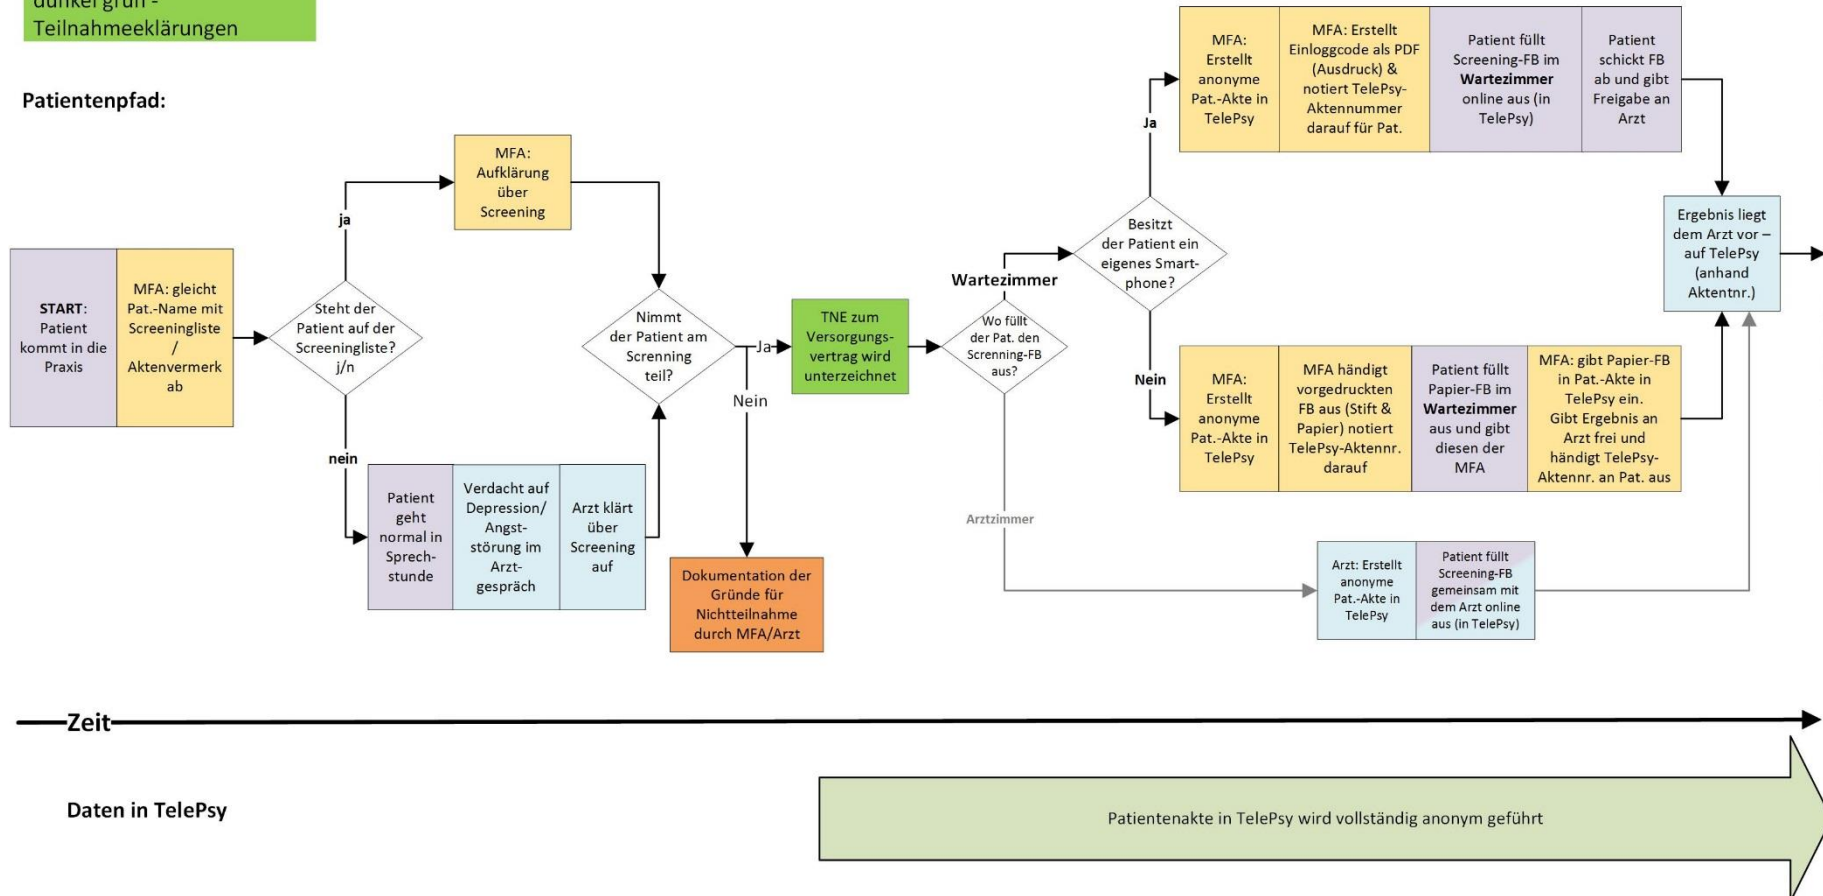 dunkel grün -
Teilnahmeeklärungen
Patientenpfad:
START:
Patient
kommt in die
Praxis
MFA: gleicht
Pat.-Name mit
Screeningliste
/
Aktenvermerk
ab
Steht der
Patient auf der
Screeningliste?
j/n
ja
MFA:
Aufklärung
über
Screening
nein
Patient
geht
normal in
Sprech-
stunde
Verdacht auf
Depression/
Angst-
störung im
Arzt-
gespräch
Arzt klärt
über
Screening
auf
Nimmt
der Patient am
Screnning
teil?
Ja
Nein
Dokumentation der
Gründe für
Nichtteilnahme
durch MFA/Arzt
TNE zum
Versorgungs-
vertrag wird
unterzeichnet
Wo füllt
der Pat. den
Screnning-FB
aus?
Wartezimmer
Besitzt
der Patient ein
eigenes Smart-
phone?
Ja
MFA:
Erstellt
anonyme
Pat.-Akte in
TelePsy
MFA: Erstellt
Einloggcode als PDF
(Ausdruck) &
notiert TelePsy-
Aktennummer
darauf für Pat.
Patient füllt
Screening-FB im
Wartezimmer
online aus (in
TelePsy)
Patient
schickt FB
ab und gibt
Freigabe an
Arzt
Nein
MFA:
Erstellt
anonyme
Pat.-Akte in
TelePsy
MFA händigt
vorgedruckten
FB aus (Stift &
Papier) notiert
TelePsy-Aktennr.
darauf
Patient füllt
Papier-FB im
Wartezimmer
aus und gibt
diesen der
MFA
MFA: gibt Papier-FB
in Pat.-Akte in
TelePsy ein.
Gibt Ergebnis an
Arzt frei und
händigt TelePsy-
Aktennr. an Pat. aus
Arztzimmer
Arzt: Erstellt
anonyme
Pat.-Akte in
TelePsy
Patient füllt
Screening-FB
gemeinsam mit
dem Arzt online
aus (in TelePsy)
Ergebnis liegt
dem Arzt vor –
auf TelePsy
(anhand
Aktentnr.)
Zeit
Daten in TelePsy
Patientenakte in TelePsy wird vollständig anonym geführt